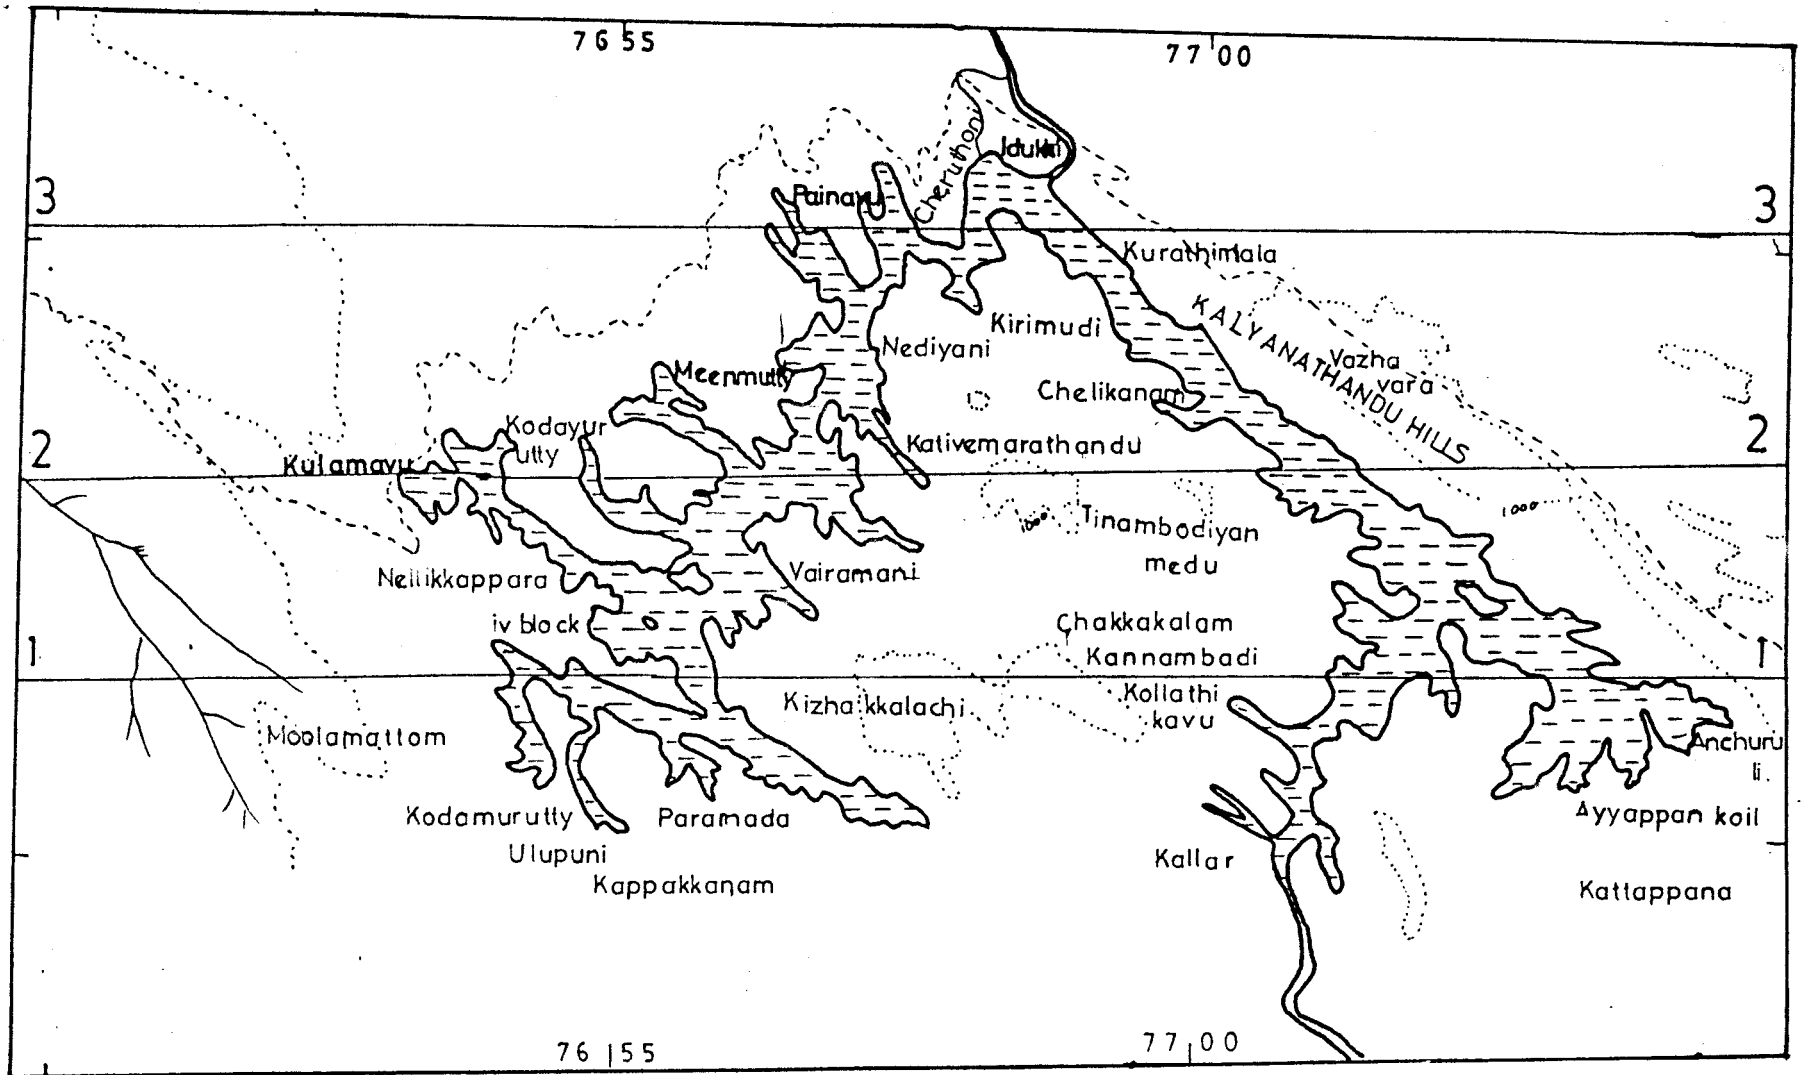 76 55
77 00
Cheruthoni
Idukki
Painavu
3
3
Kurathimala
KALYANATHANDU HILLS
Kirimudi
Nediyani
Vazha
vara
Meenmutty
Chelikanam
Kodayur
utty
Kativemarathandu
2
2
Kulamavu
1000
1000
Tinambodiyan
medu
Nellikkappara
Vairamani
iv block
Chakkakalam
Kannambadi
1
1
Kollathi
kavu
Kizhakkalachi
Moolamattom
Anchuru
li
Kodamurutty
Paramada
Ayyappan koil
Ulupuni
Kallar
Kappakkanam
Kattappana
76 55
77 00